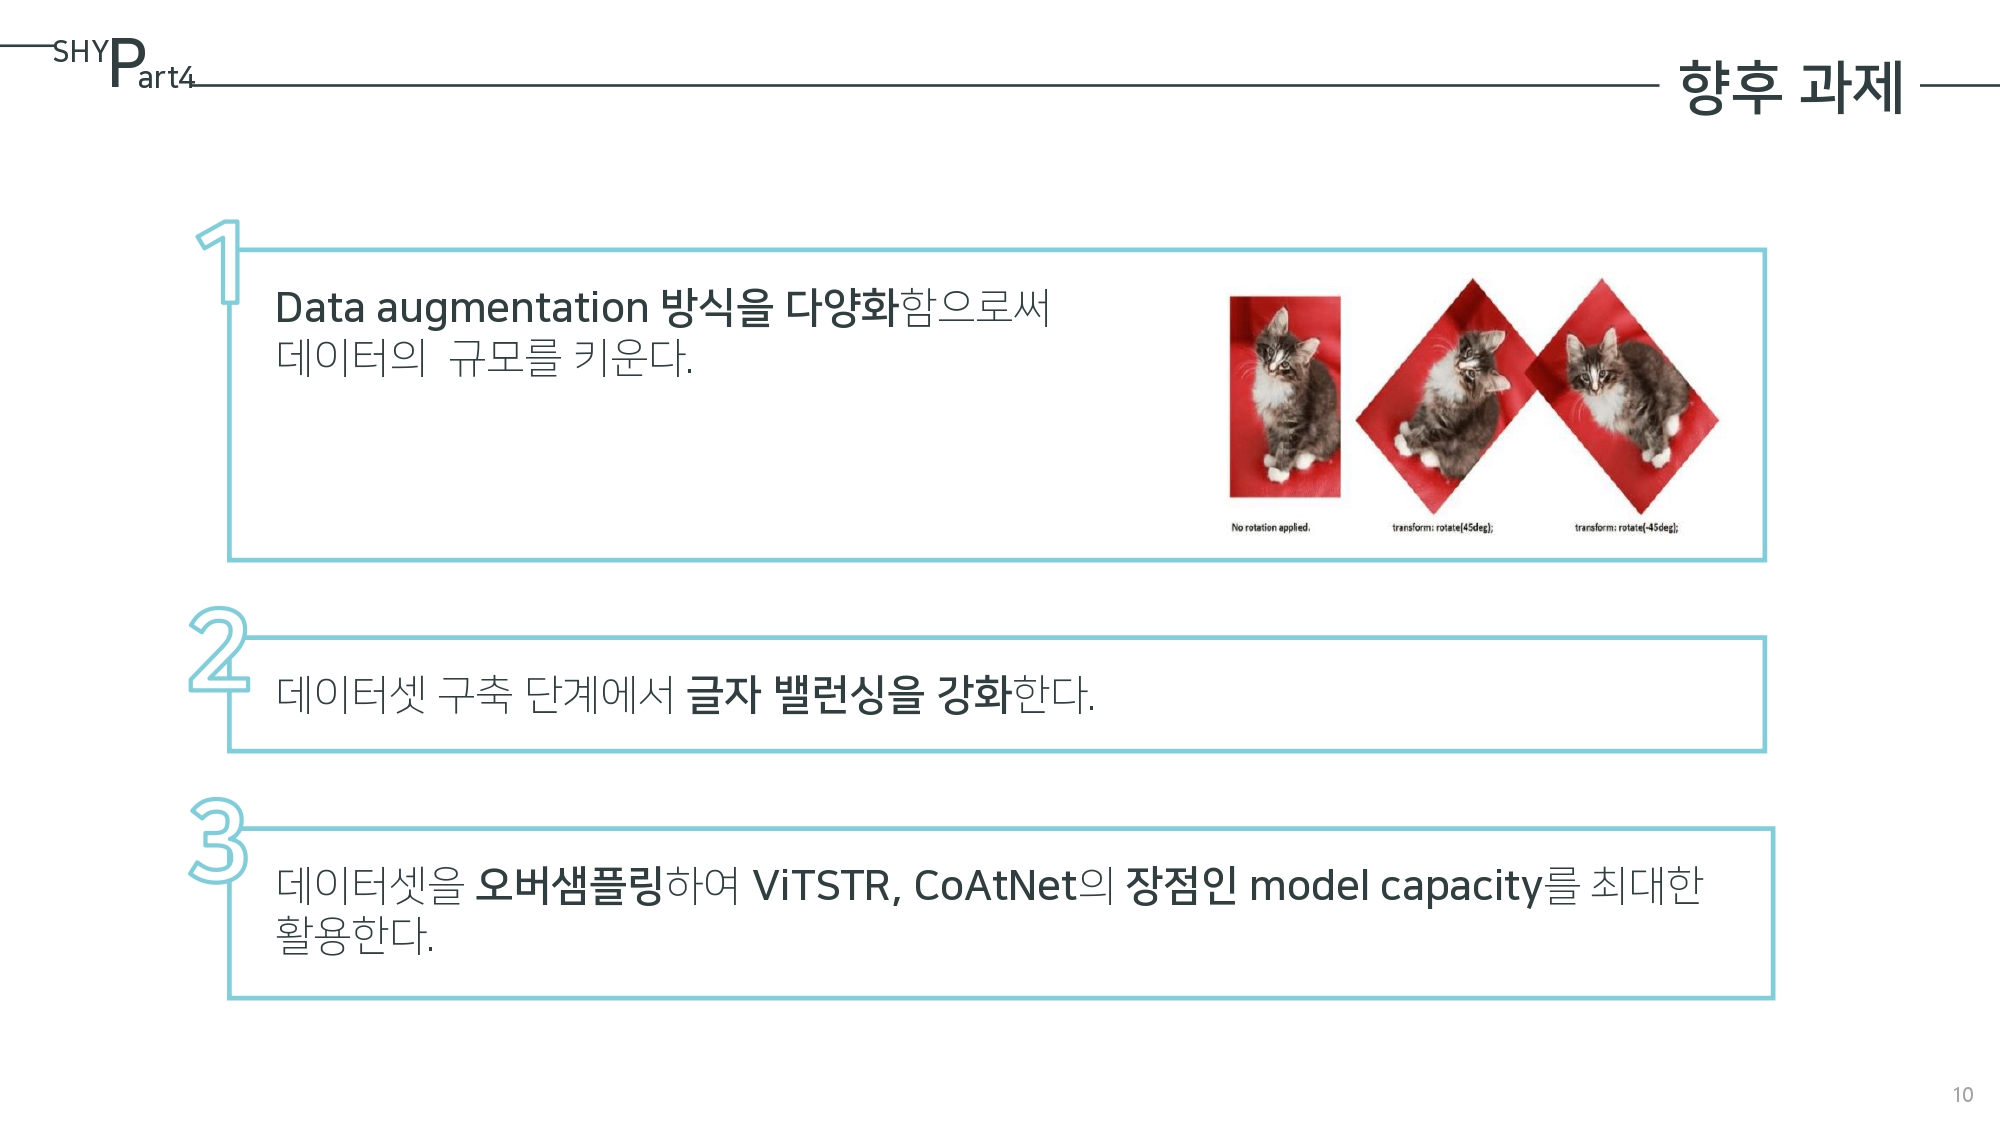 SHY
Part4
향후 과제
1
Data augmentation 방식을 다양화함으로써
데이터의 규모를 키운다.
No rotation applied.
transform: rotate(45deg);
transform: rotate(-45deg);
2
데이터셋 구축 단계에서 글자 밸런싱을 강화한다.
3
데이터셋을 오버샘플링하여 ViTSTR, CoAtNet의 장점인 model capacity를 최대한
활용한다.
10